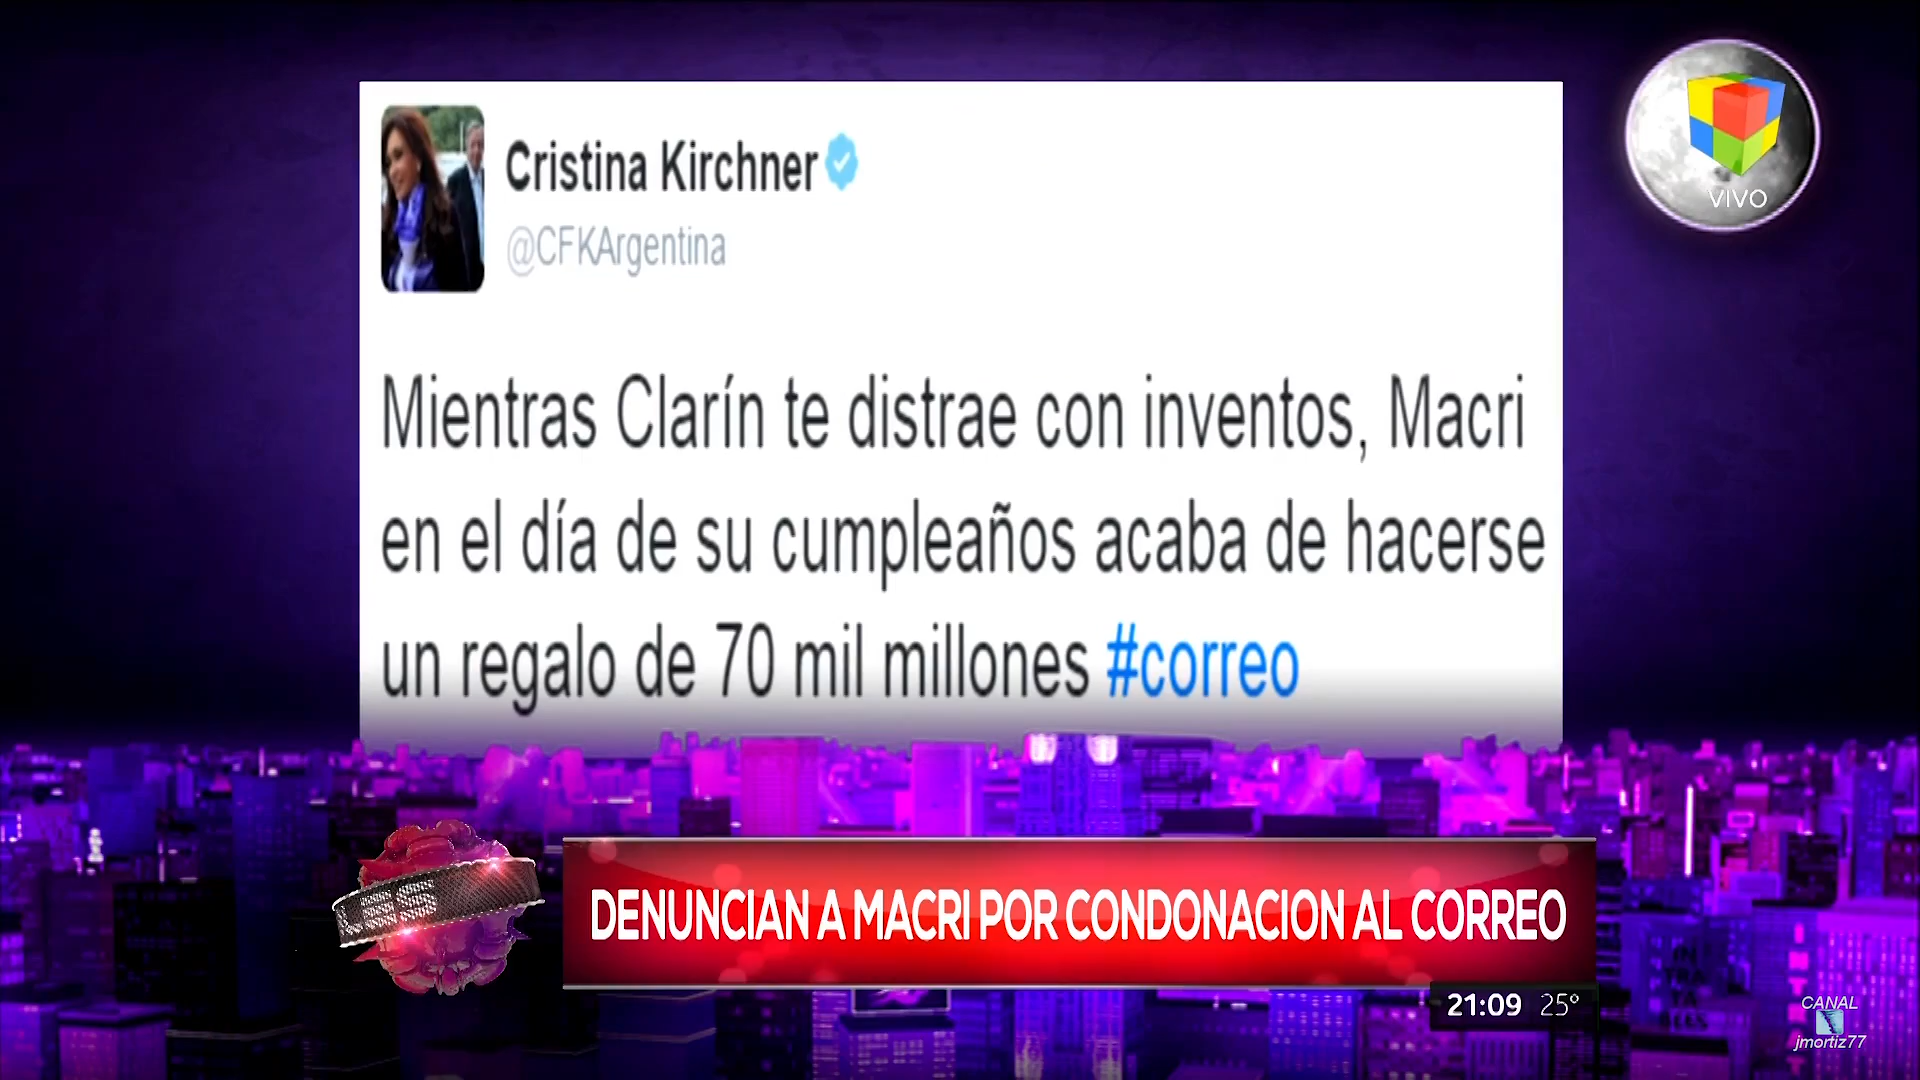 Cristina Kirchner
@CFKArgentina
VIVO
Mientras Clarín te distrae con inventos, Macri
en el día de su cumpleaños acaba de hacerse
un regalo de 70 mil millones #correo
DENUNCIAN A MACRI POR CONDONACION AL CORREO
21:09 25°
CANAL
jmortiz77